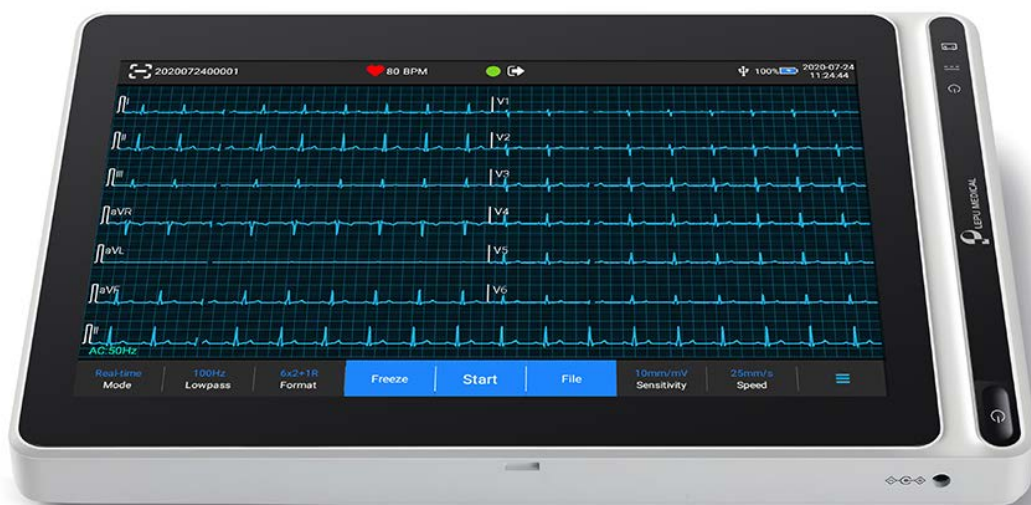 2020072400001
80 BPM
100%
2020-07-24
11:24:44
I
V1
II
V2
III
V3
aVR
V4
aVL
V5
aVF
V6
II
AC:50Hz
Real-time
Mode
100Hz
Lowpass
6x2+1R
Format
Freeze
Start
File
10mm/mV
Sensitivity
25mm/s
Speed
LEPU MEDICAL